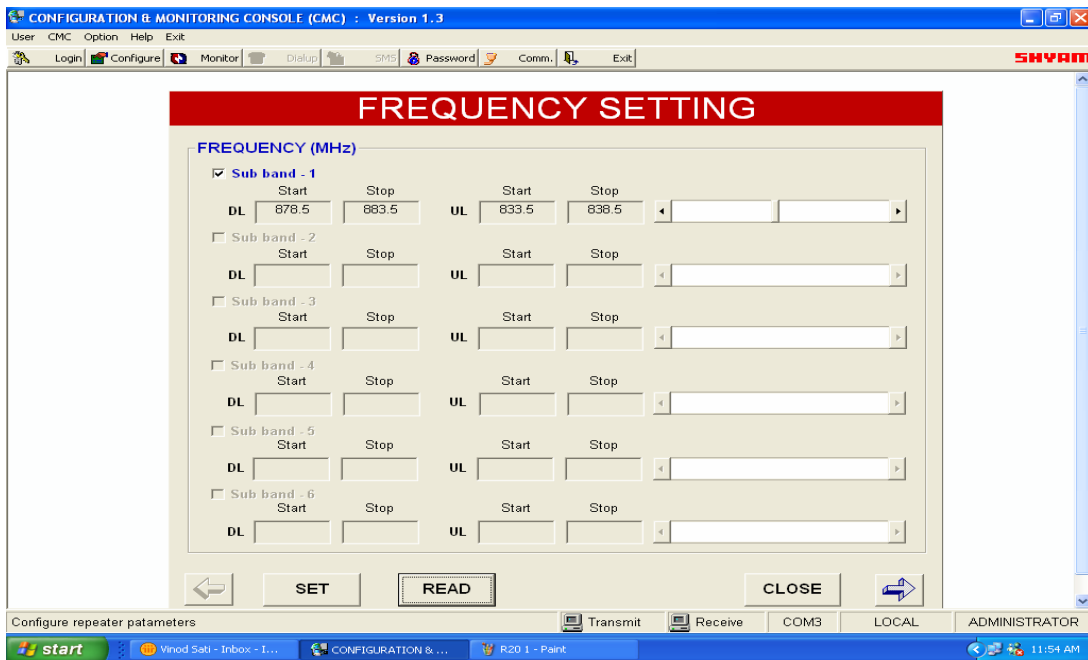 CONFIGURATION & MONITORING CONSOLE (CMC) : Version 1.3
User CMC Option Help Exit
Login Configure Monitor Dialup SMS Password Comm. Exit SHYAM
FREQUENCY SETTING
FREQUENCY (MHz)
Sub band - 1
Start Stop Start Stop
DL 878.5 883.5 UL 833.5 838.5
Sub band - 2
Start Stop Start Stop
DL UL
Sub band - 3
Start Stop Start Stop
DL UL
Sub band - 4
Start Stop Start Stop
DL UL
Sub band - 5
Start Stop Start Stop
DL UL
Sub band - 6
Start Stop Start Stop
DL UL
SET READ CLOSE
Configure repeater patameters Transmit Receive COM3 LOCAL ADMINISTRATOR
start Vinod Sati - Inbox - I... CONFIGURATION & ... R20 1 - Paint 11:54 AM